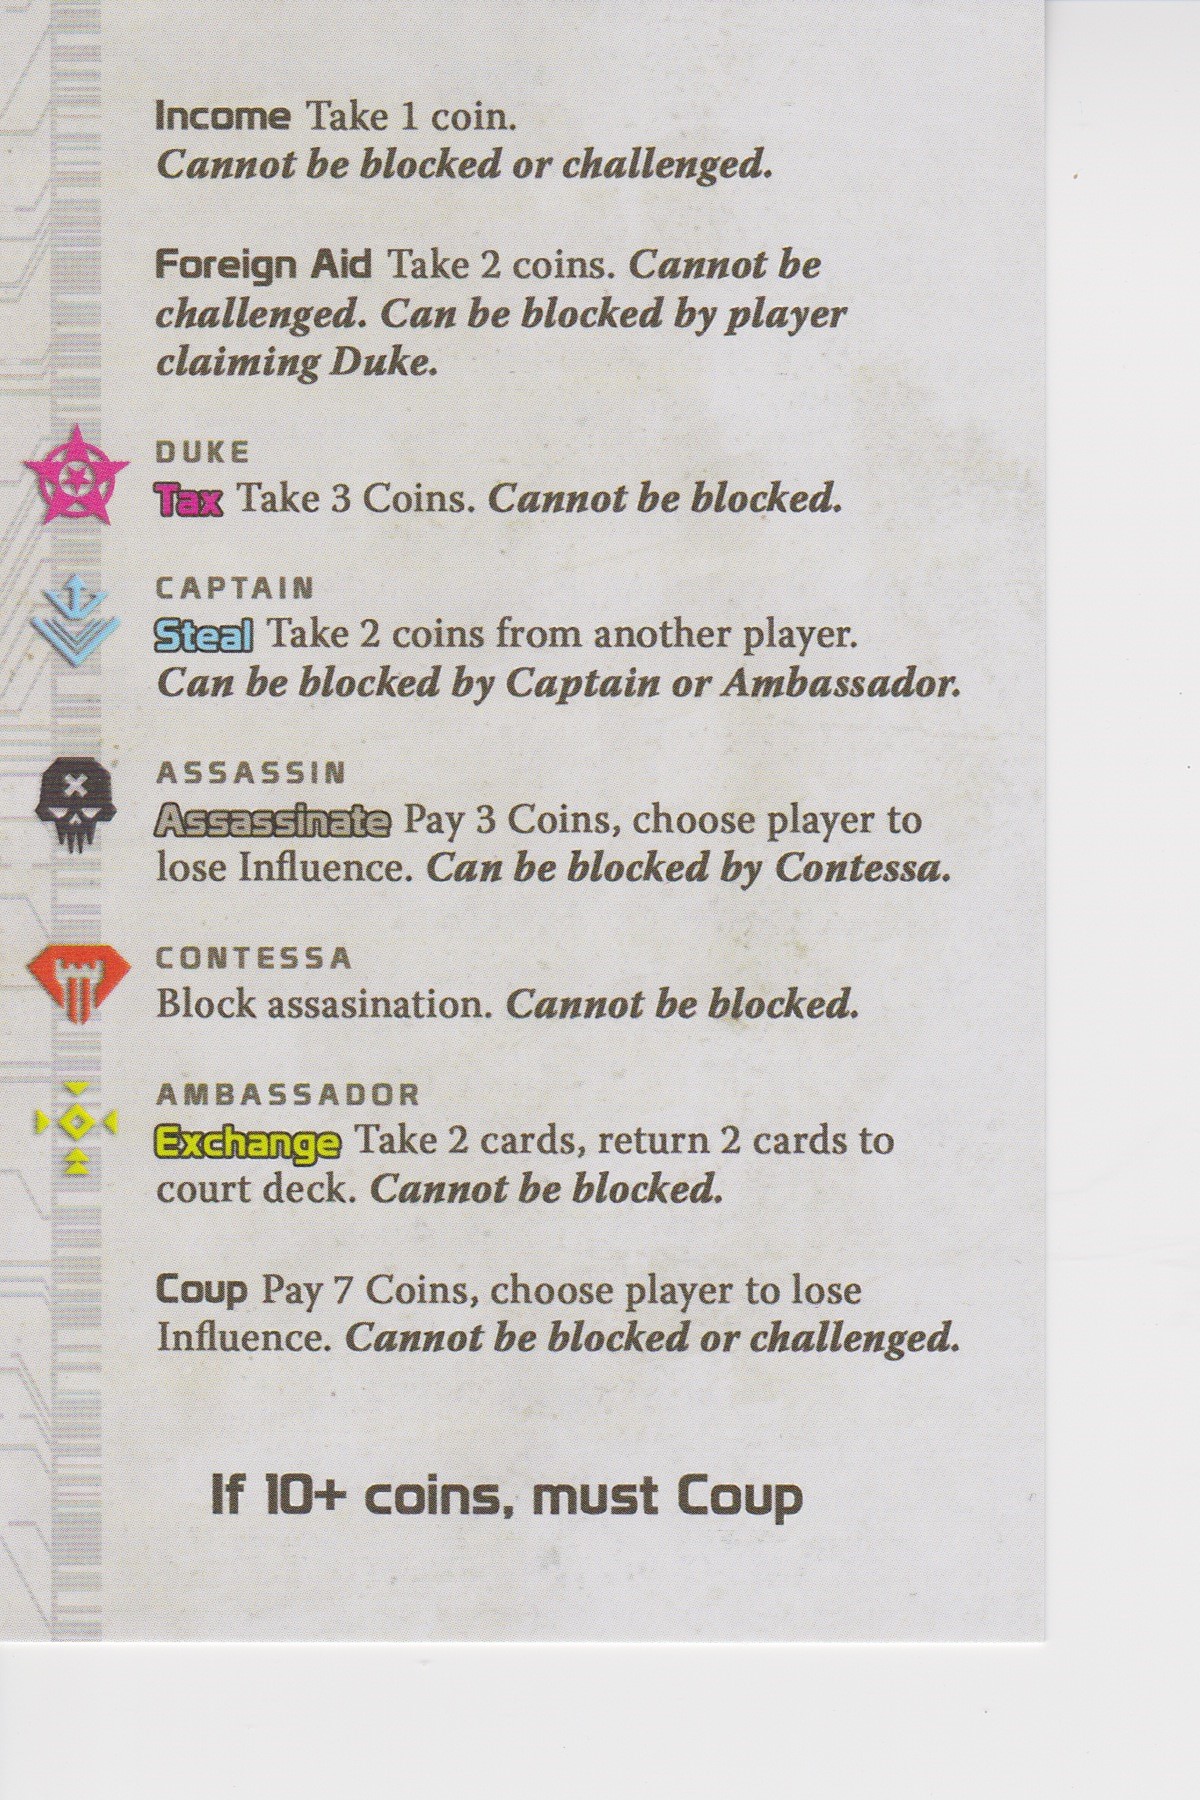 Income Take 1 coin.
Cannot be blocked or challenged.
Foreign Aid Take 2 coins. Cannot be
challenged. Can be blocked by player
claiming Duke.
DUKE
Tax Take 3 Coins. Cannot be blocked.
CAPTAIN
Steal Take 2 coins from another player.
Can be blocked by Captain or Ambassador.
ASSASSIN
Assassinate Pay 3 Coins, choose player to
lose Influence. Can be blocked by Contessa.
CONTESSA
Block assasination. Cannot be blocked.
AMBASSADOR
Exchange Take 2 cards, return 2 cards to
court deck. Cannot be blocked.
Coup Pay 7 Coins, choose player to lose
Influence. Cannot be blocked or challenged.
If 10+ coins, must Coup